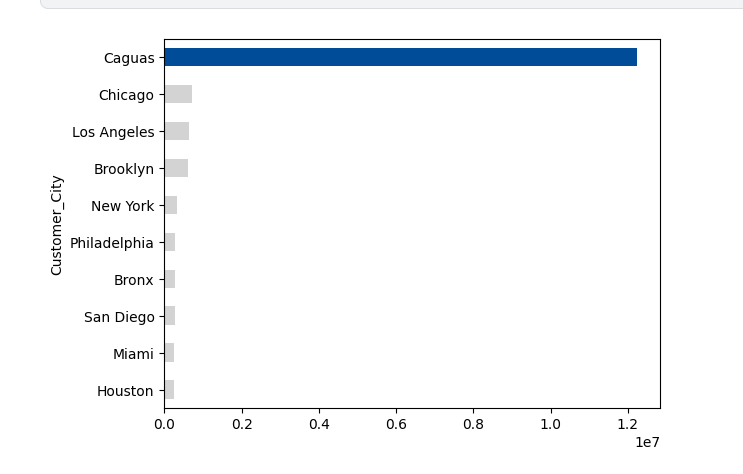 Caguas
Chicago
Los Angeles
Brooklyn
New York
Philadelphia
Bronx
San Diego
Miami
Houston
Customer_City
0.0 0.2 0.4 0.6 0.8 1.0 1.2
1e7